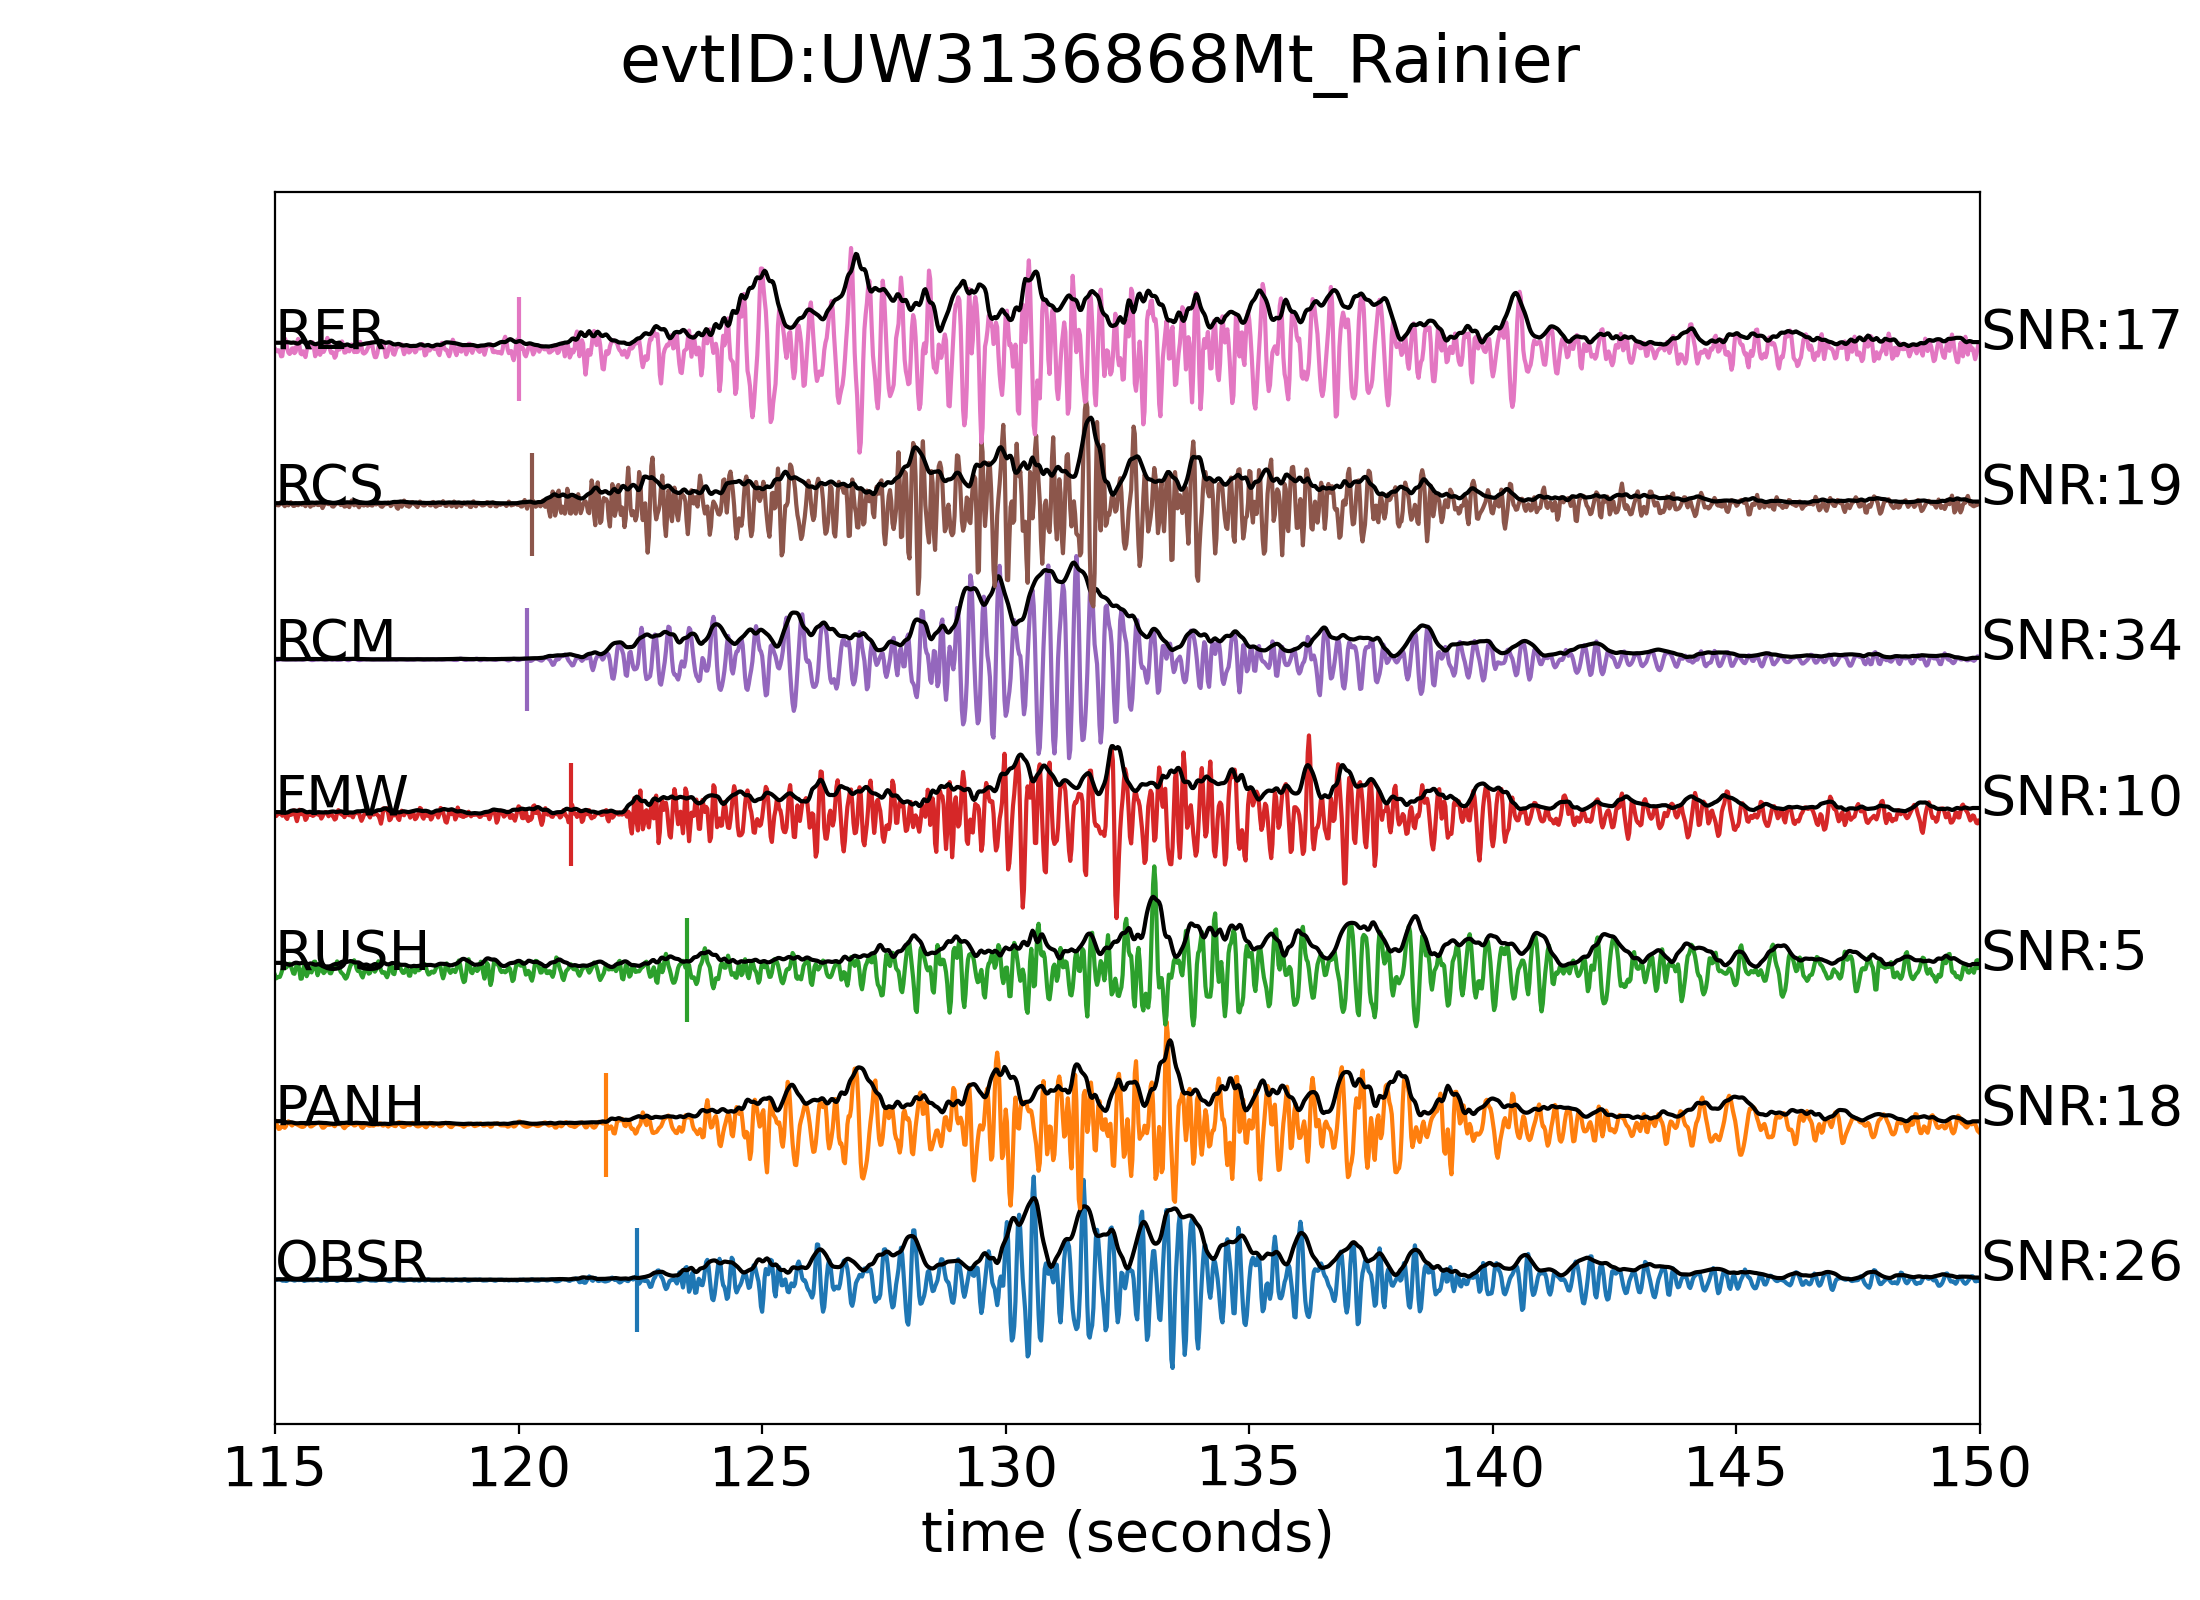 evtID:UW3136868Mt_Rainier
RER SNR:17
RCS SNR:19
RCM SNR:34
FMW SNR:10
RUSH SNR:5
PANH SNR:18
OBSR SNR:26
115 120 125 130 135 140 145 150
time (seconds)